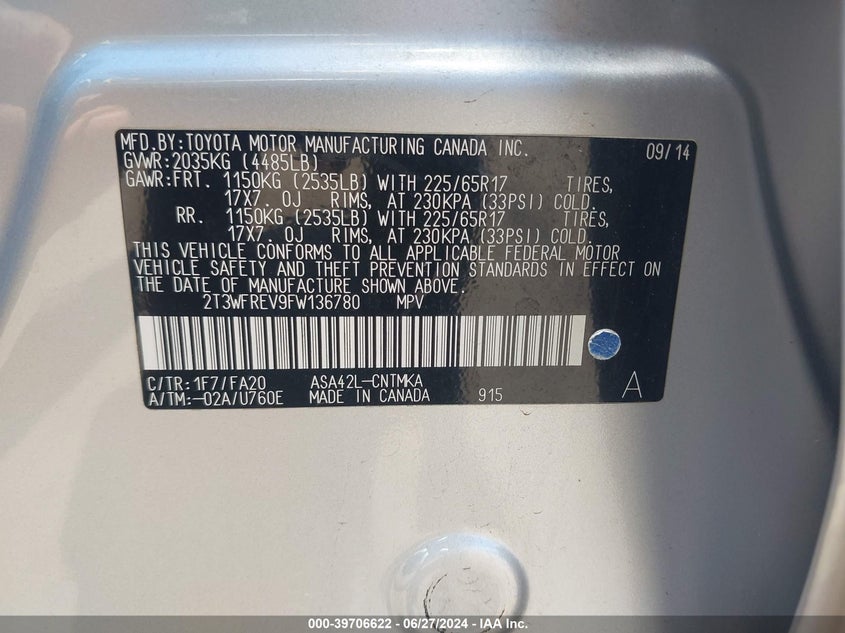 MFD.BY:TOYOTA MOTOR MANUFACTURING CANADA INC. 09/14
GVWR:2035KG (4485LB)
GAWR:FRT. 1150KG (2535LB) WITH 225/65R17 TIRES,
17X7. 0J RIMS, AT 230KPA (33PSI) COLD.
RR. 1150KG (2535LB) WITH 225/65R17 TIRES,
17X7. 0J RIMS, AT 230KPA (33PSI) COLD.
THIS VEHICLE CONFORMS TO ALL APPLICABLE FEDERAL MOTOR
VEHICLE SAFETY AND THEFT PREVENTION STANDARDS IN EFFECT ON
THE DATE OF MANUFACTURE SHOWN ABOVE.
2T3WFREV9FW136780 MPV
C/TR:1F7/FA20 ASA42L-CNTMKA
A/TM:-02A/U760E MADE IN CANADA 915 A
000-39706622 - 06/27/2024 - IAA Inc.